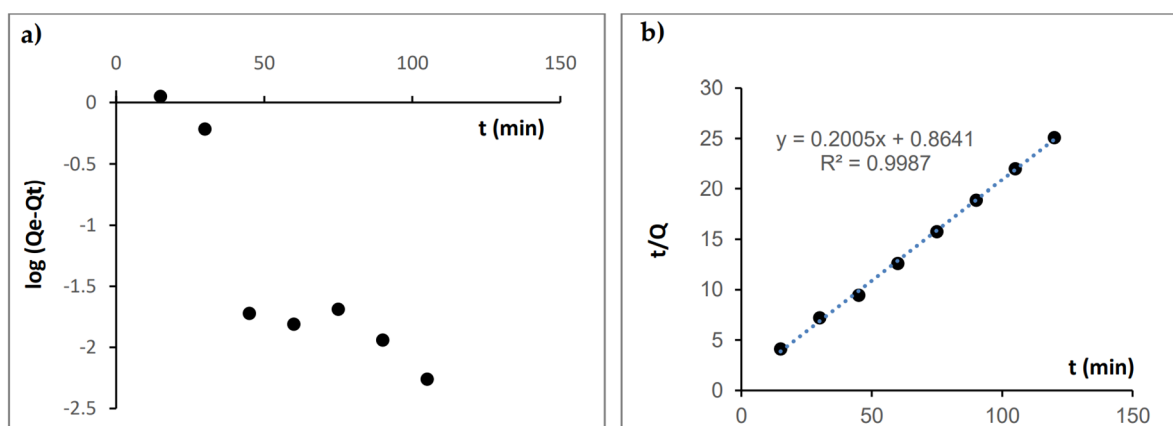 a)
0
50
100
150
0
t (min)
-0.5
-1
-1.5
-2
-2.5
log (Qe-Qt)
b)
30
25
20
15
10
5
0
t/Q
y = 0.2005x + 0.8641
R² = 0.9987
t (min)
0
50
100
150